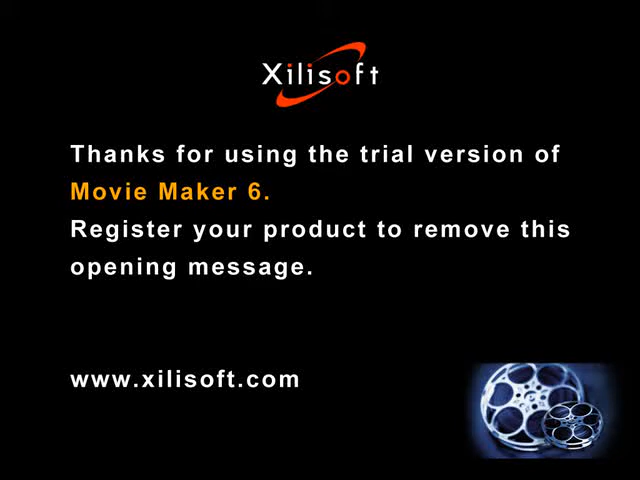 Xilisoft
Thanks for using the trial version of
Movie Maker 6.
Register your product to remove this
opening message.
www.xilisoft.com